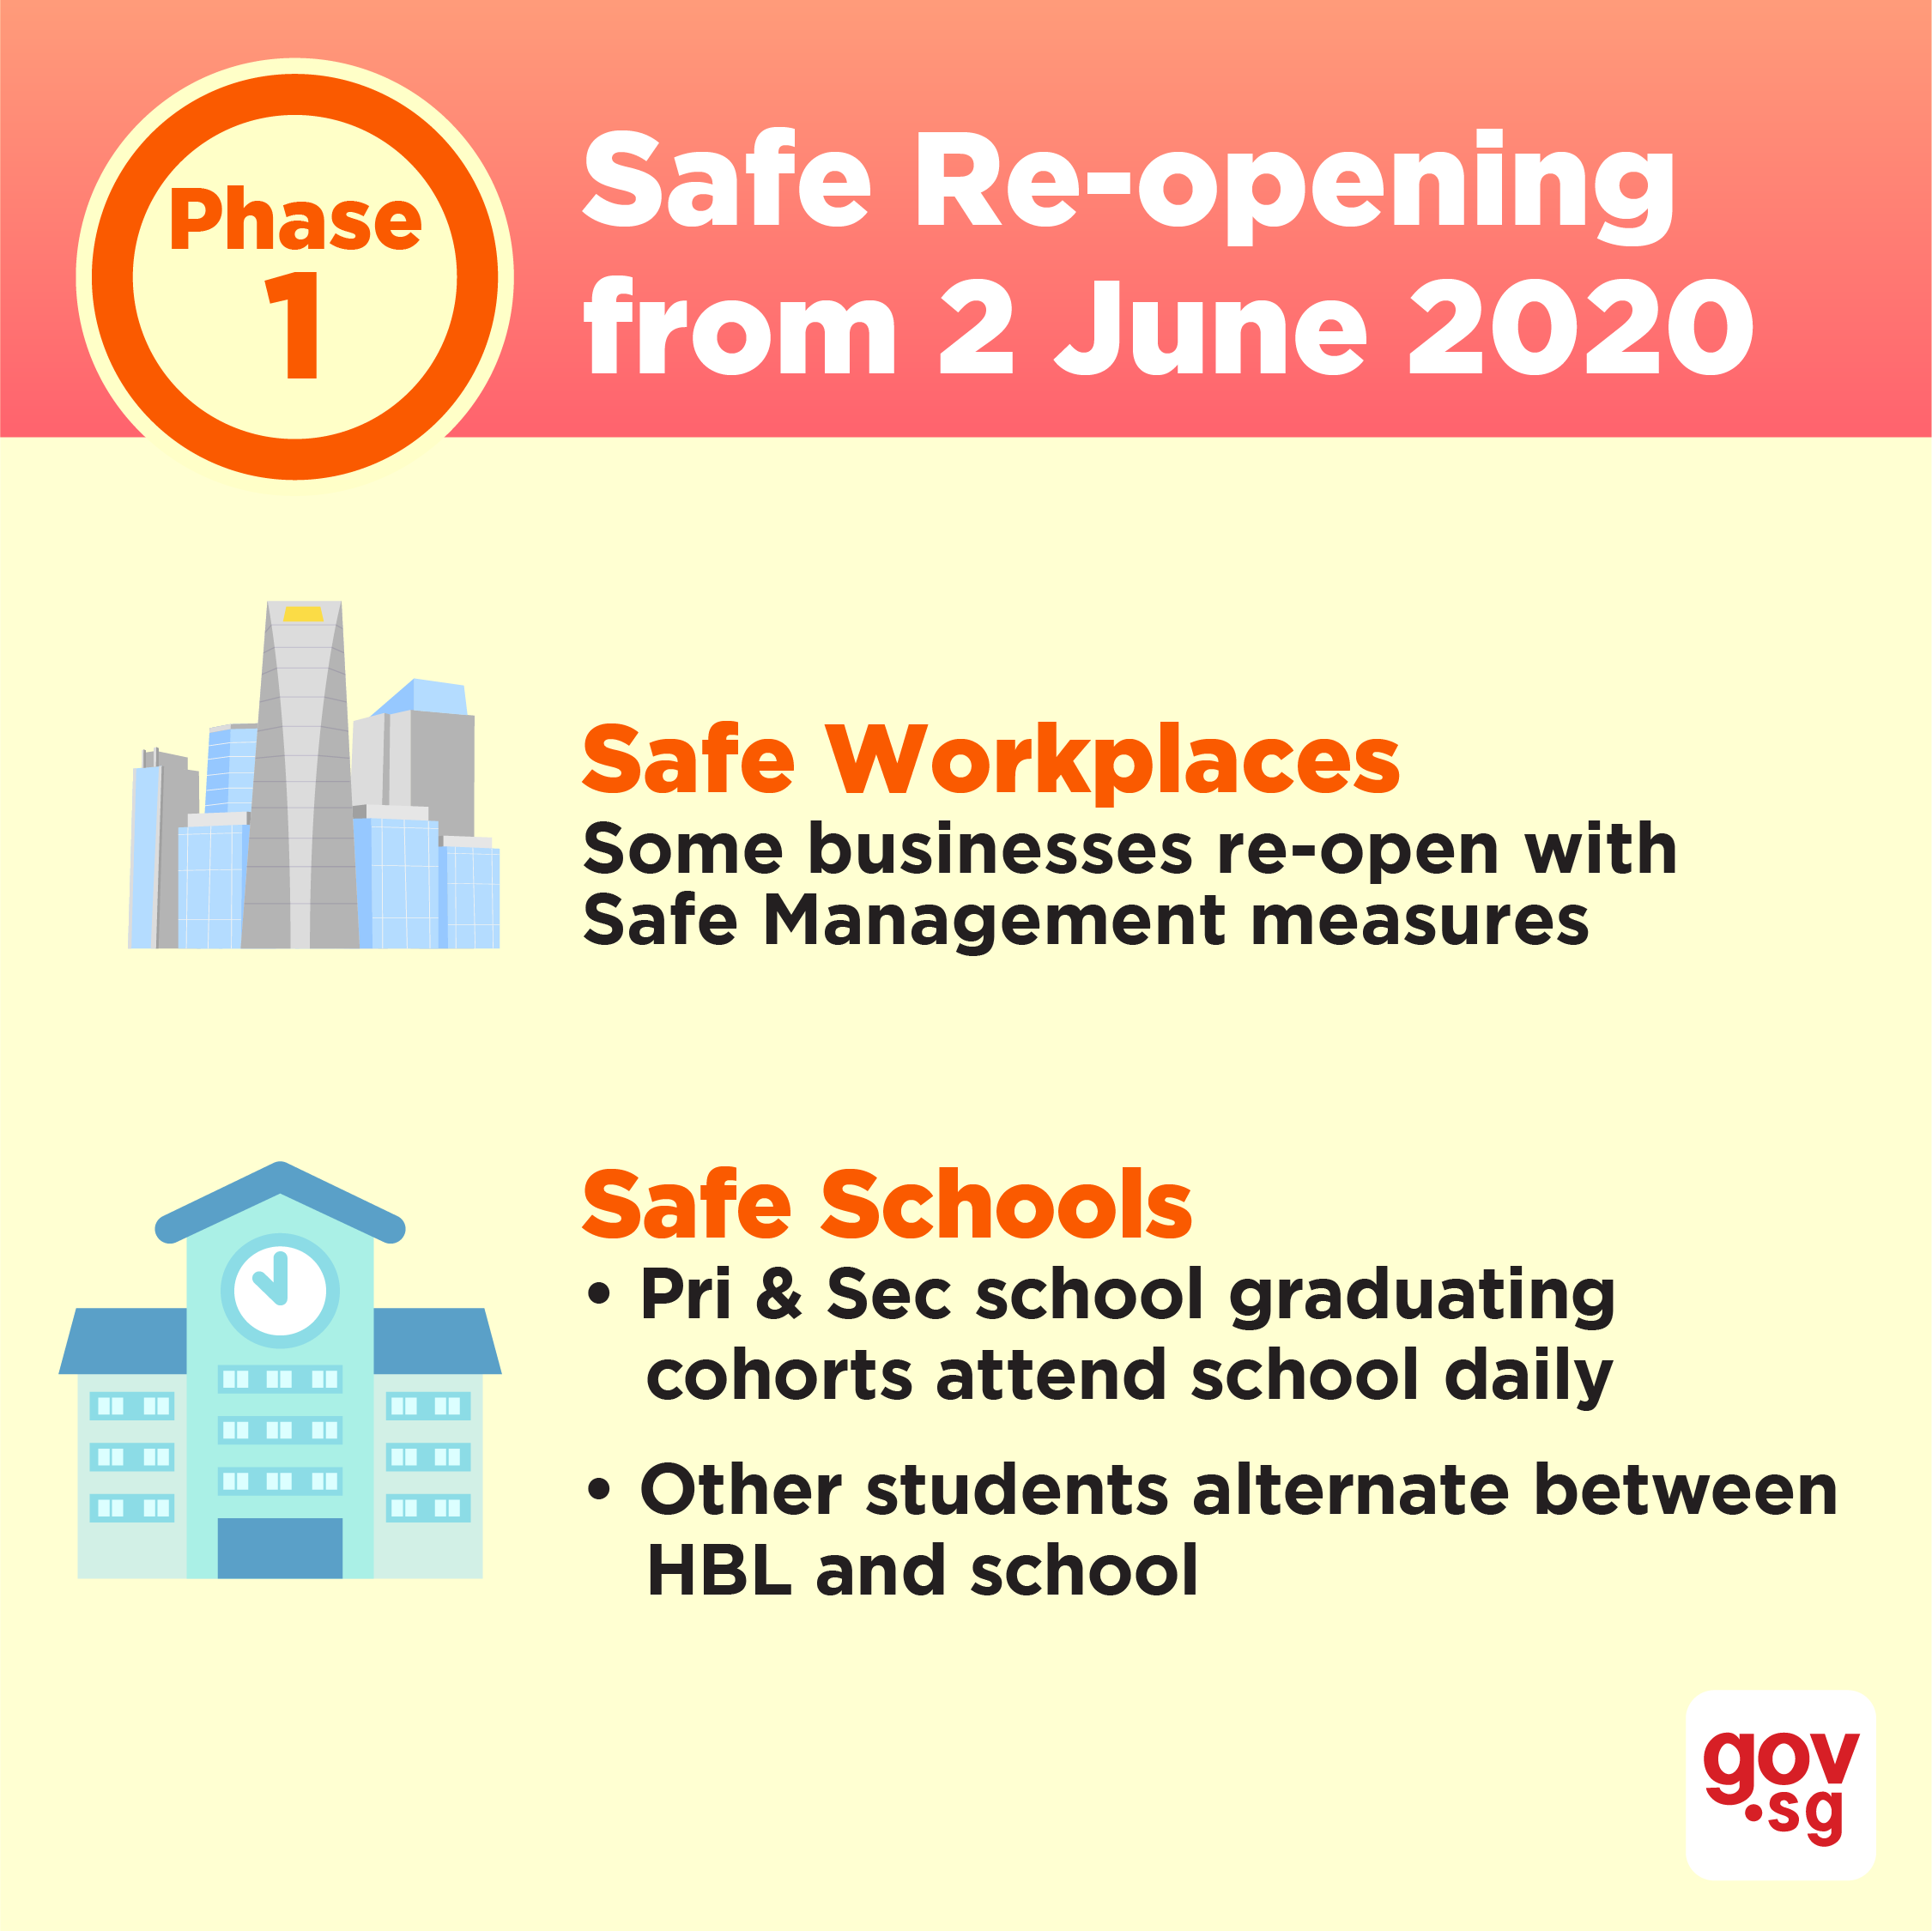 Phase
1
Safe Re-opening
from 2 June 2020
Safe Workplaces
Some businesses re-open with
Safe Management measures
Safe Schools
• Pri & Sec school graduating
cohorts attend school daily
• Other students alternate between
HBL and school
gov
.sg